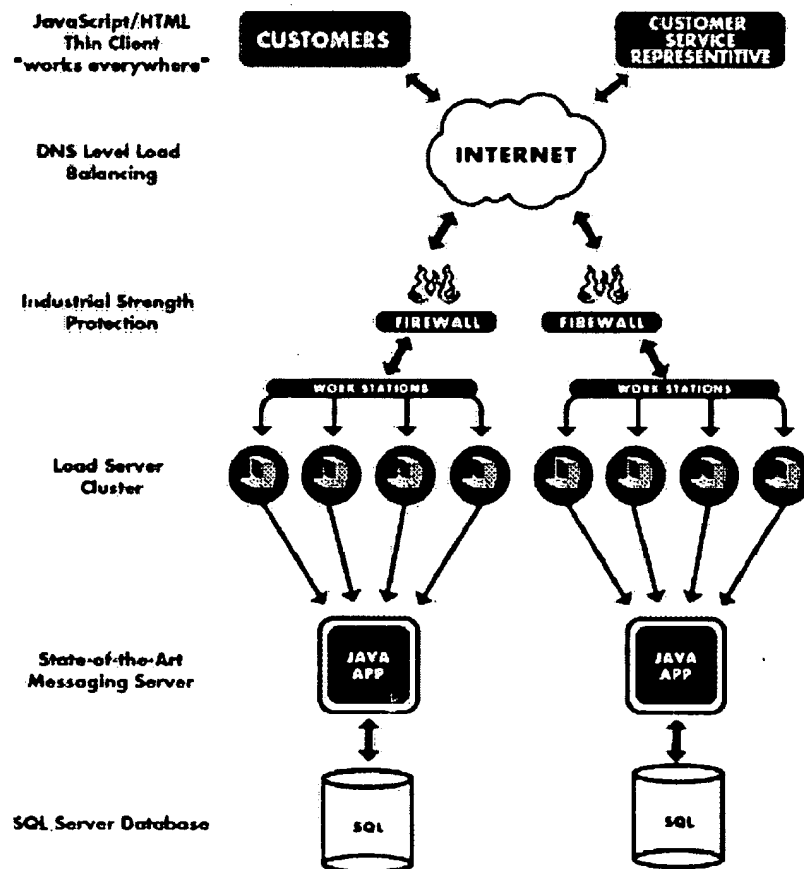 JavaScript/HTML
Thin Client
"works everywhere"
CUSTOMERS
CUSTOMER
SERVICE
REPRESENTITIVE
DNS Level Load
Balancing
INTERNET
Industrial Strength
Protection
FIREWALL
FIREWALL
WORK STATIONS
WORK STATIONS
Load Server
Cluster
State-of-the-Art
Messaging Server
JAVA
APP
JAVA
APP
SQL Server Database
SQL
SQL